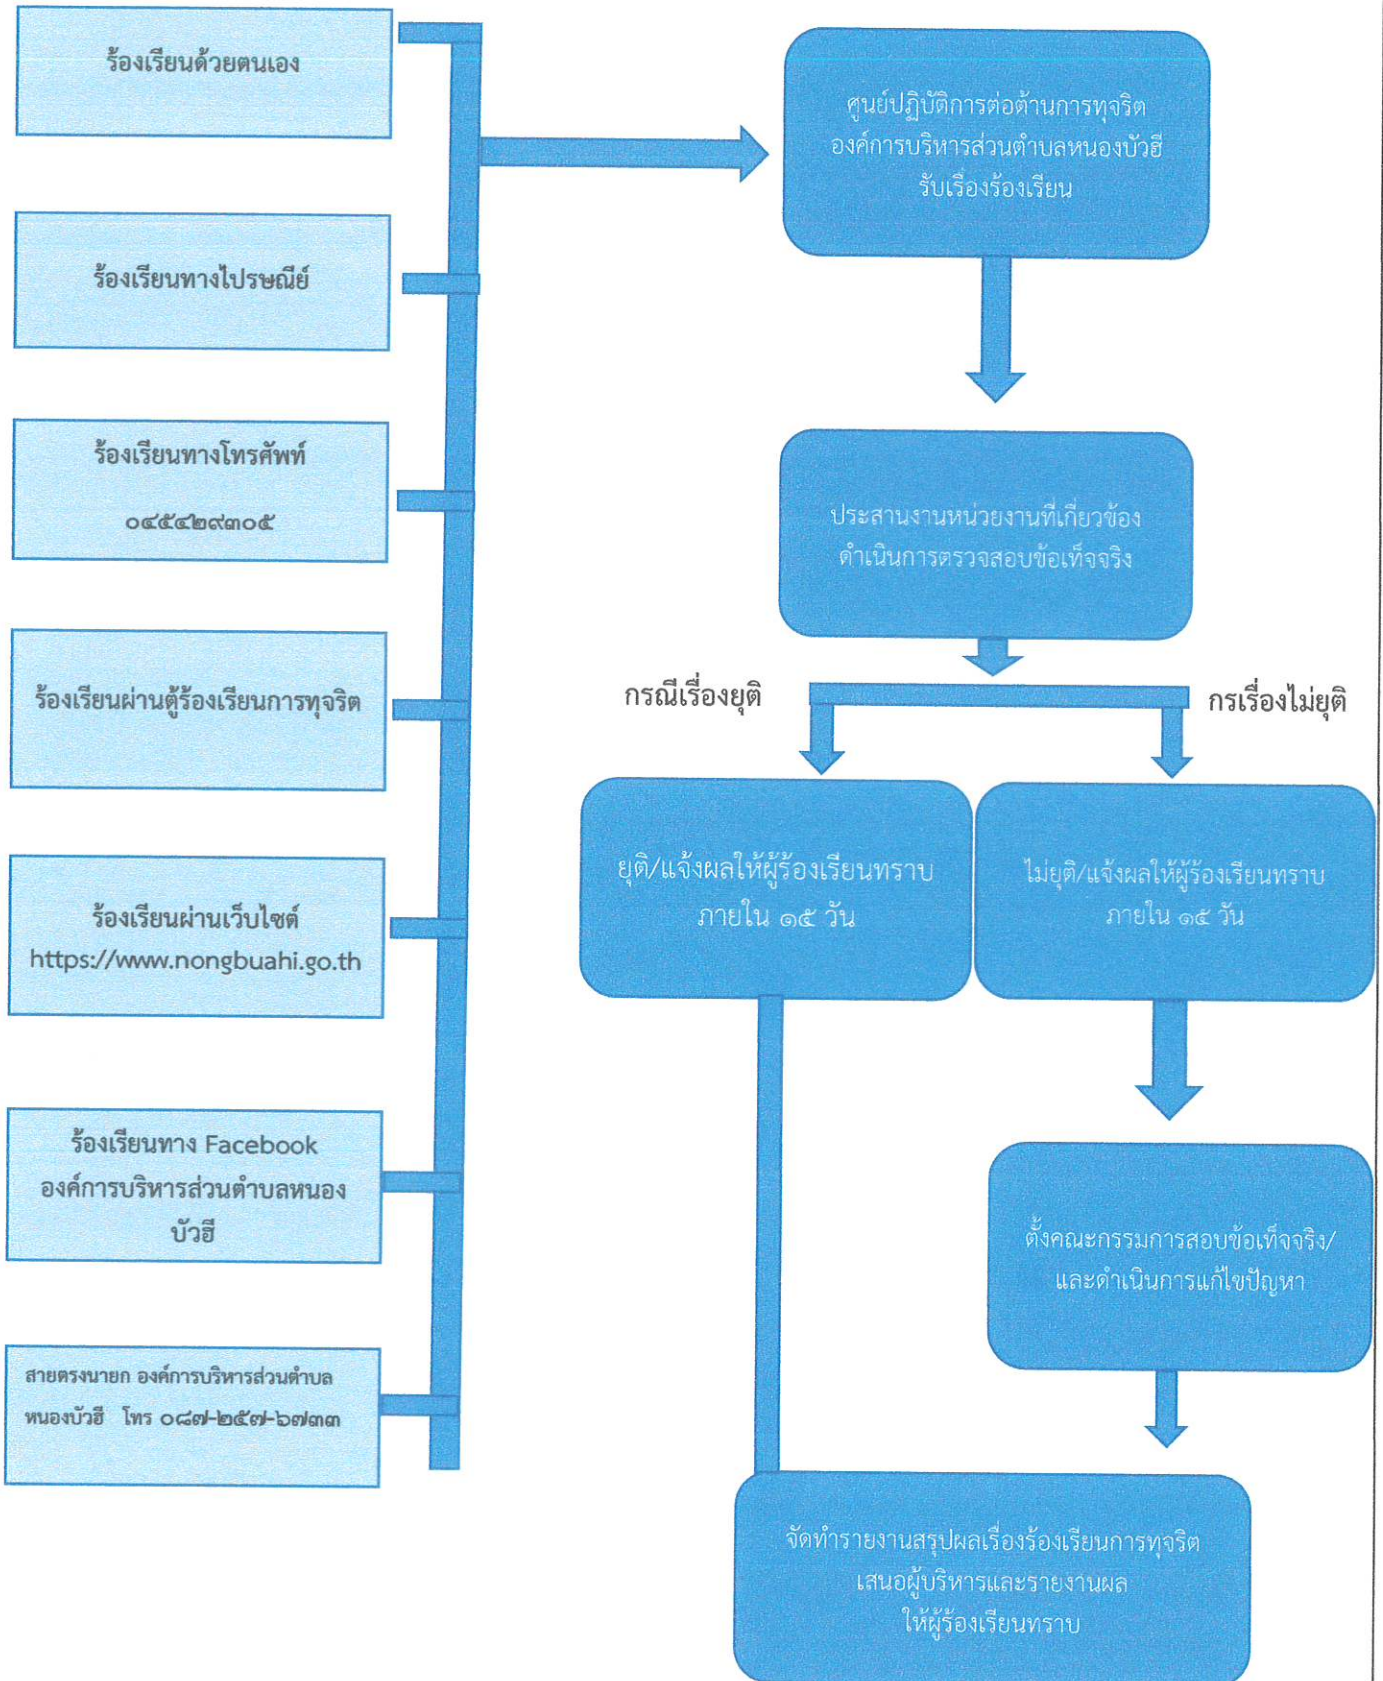 ร้องเรียนด้วยตนเอง
ร้องเรียนทางไปรษณีย์
ร้องเรียนทางโทรศัพท์
๐๔๕๔๒๙๓๐๕
ร้องเรียนผ่านตู้ร้องเรียนการทุจริต
ร้องเรียนผ่านเว็บไซต์
https://www.nongbuahi.go.th
ร้องเรียนทาง Facebook
องค์การบริหารส่วนตำบลหนอง
บัวฮี
สายตรงนายก องค์การบริหารส่วนตำบล
หนองบัวฮี โทร ๐๘๗-๒๕๗-๖๗๓๓
ศูนย์ปฏิบัติการต่อต้านการทุจริต
องค์การบริหารส่วนตำบลหนองบัวฮี
รับเรื่องร้องเรียน
ประสานงานหน่วยงานที่เกี่ยวข้อง
ดำเนินการตรวจสอบข้อเท็จจริง
กรณีเรื่องยุติ
กรเรื่องไม่ยุติ
ยุติ/แจ้งผลให้ผู้ร้องเรียนทราบ
ภายใน ๑๕ วัน
ไม่ยุติ/แจ้งผลให้ผู้ร้องเรียนทราบ
ภายใน ๑๕ วัน
ตั้งคณะกรรมการสอบข้อเท็จจริง/
และดำเนินการแก้ไขปัญหา
จัดทำรายงานสรุปผลเรื่องร้องเรียนการทุจริต
เสนอผู้บริหารและรายงานผล
ให้ผู้ร้องเรียนทราบ